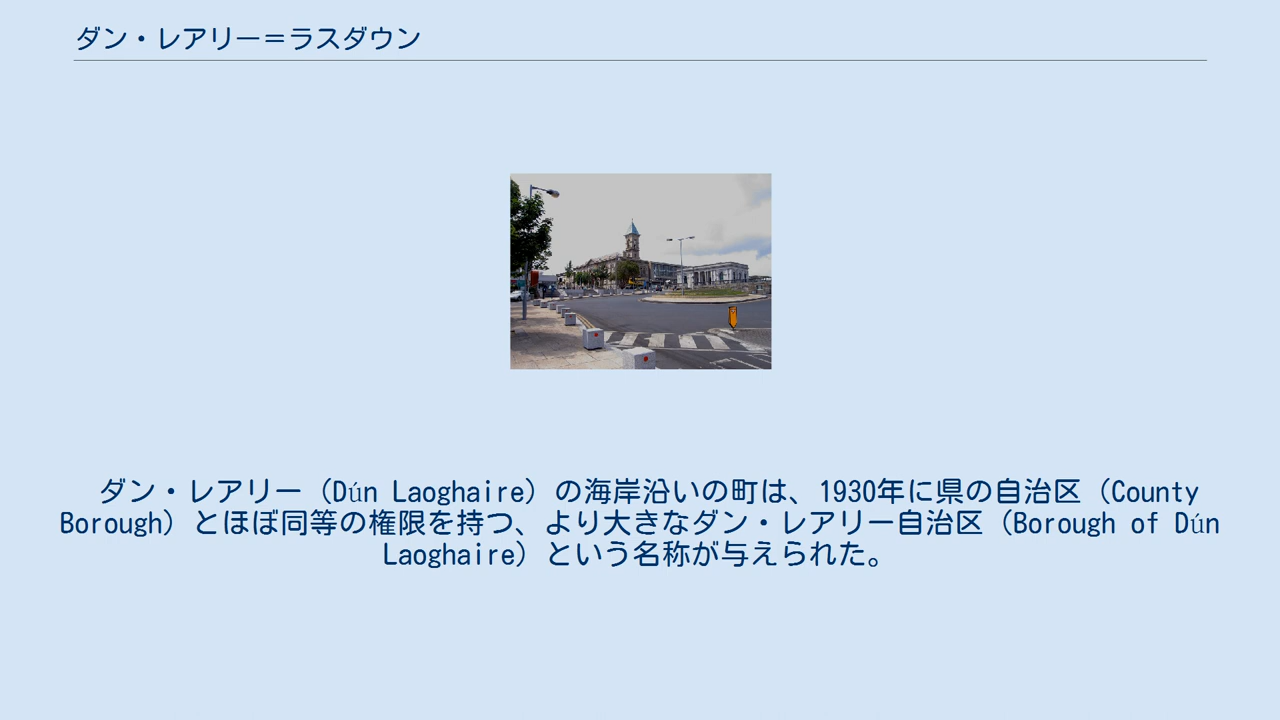 ダン・レアリー＝ラスダウン
ダン・レアリー（Dún Laoghaire）の海岸沿いの町は、1930年に県の自治区（County
Borough）とほぼ同等の権限を持つ、より大きなダン・レアリー自治区（Borough of Dún
Laoghaire）という名称が与えられた。